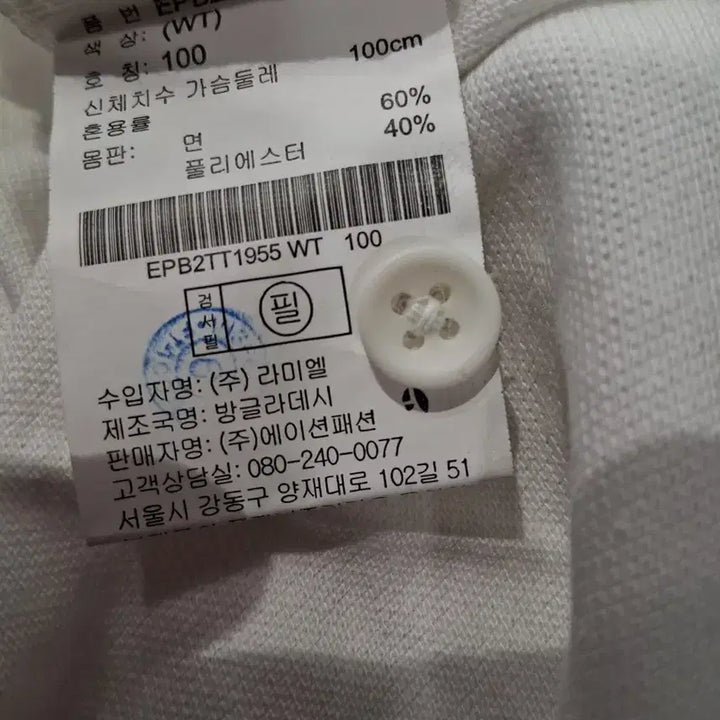 품 번 EPB2
색 상: (WT)
호 칭: 100
신체치수 가슴둘레 100cm
혼용률
몸판: 면 60%
풀리에스터 40%
EPB2TT1955 WT 100
검사필 필
수입자명: (주) 라미엘
제조국명: 방글라데시
판매자명: (주)에이션패션
고객상담실: 080-240-0077
서울시 강동구 양재대로 102길 51